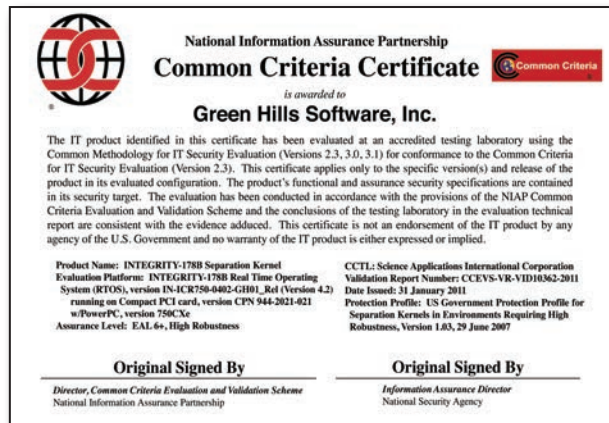 National Information Assurance Partnership
Common Criteria Certificate
Common Criteria
is awarded to
Green Hills Software, Inc.
The IT product identified in this certificate has been evaluated at an accredited testing laboratory using the
Common Methodology for IT Security Evaluation (Versions 2.3, 3.0, 3.1) for conformance to the Common Criteria
for IT Security Evaluation (Version 2.3). This certificate applies only to the specific version(s) and release of the
product in its evaluated configuration. The product's functional and assurance security specifications are contained
in its security target. The evaluation has been conducted in accordance with the provisions of the NIAP Common
Criteria Evaluation and Validation Scheme and the conclusions of the testing laboratory in the evaluation technical
report are consistent with the evidence adduced. This certificate is not an endorsement of the IT product by any
agency of the U.S. Government and no warranty of the IT product is either expressed or implied.
Product Name: INTEGRITY-178B Separation Kernel
Evaluation Platform: INTEGRITY-178B Real Time Operating
System (RTOS), version IN-ICR750-0402-GH01_Rel (Version 4.2)
running on Compact PCI card, version CPN 944-2021-021
w/PowerPC, version 750CXe
Assurance Level: EAL 6+, High Robustness
CCTL: Science Applications International Corporation
Validation Report Number: CCEVS-VR-VID10362-2011
Date Issued: 31 January 2011
Protection Profile: US Government Protection Profile for
Separation Kernels in Environments Requiring High
Robustness, Version 1.03, 29 June 2007
Original Signed By
Director, Common Criteria Evaluation and Validation Scheme
National Information Assurance Partnership
Original Signed By
Information Assurance Director
National Security Agency